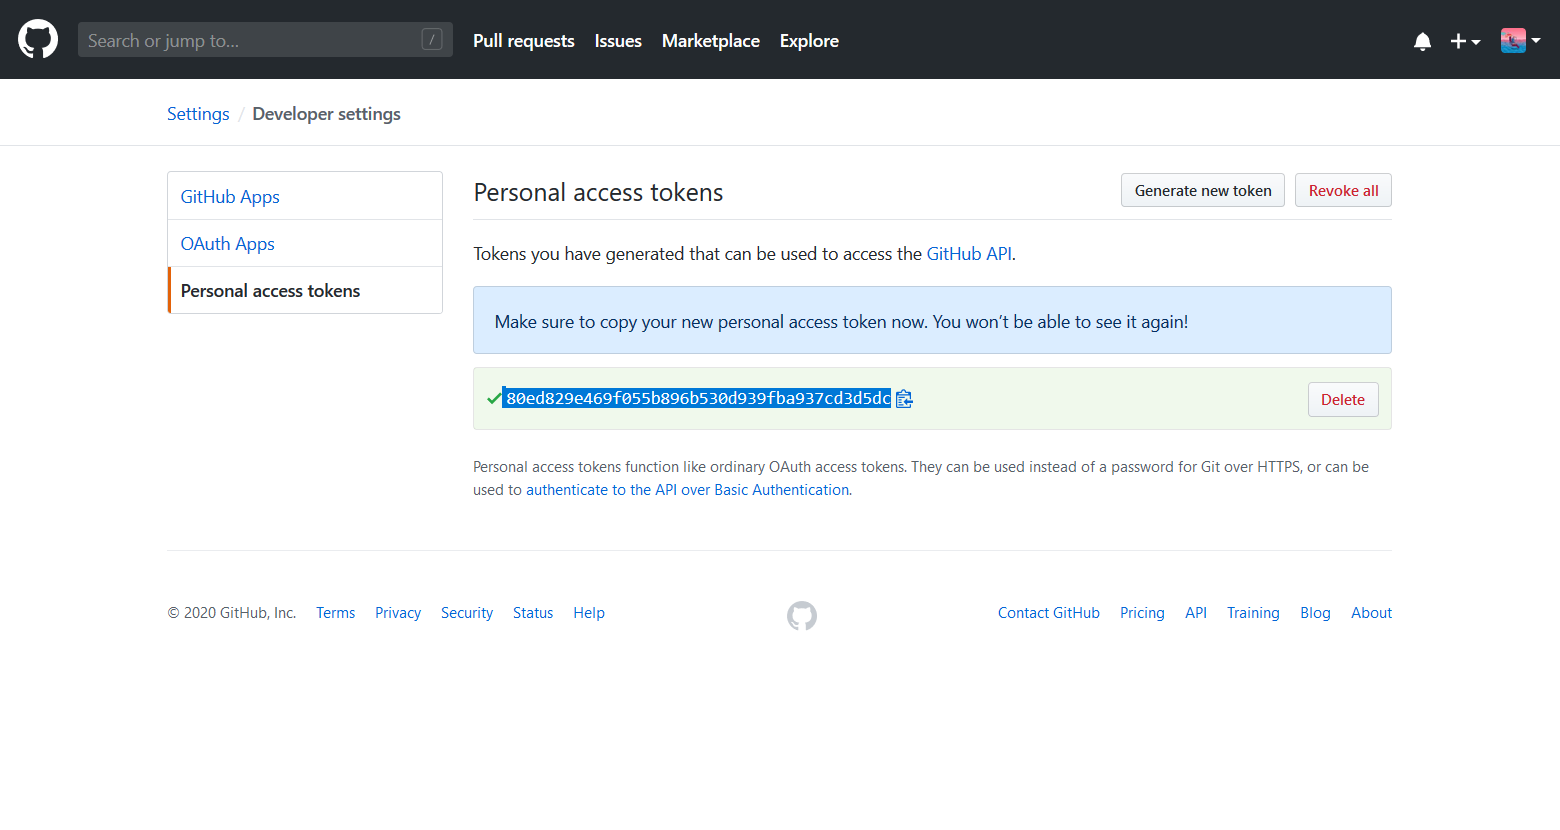 Search or jump to...
/
Pull requests
Issues
Marketplace
Explore
Settings / Developer settings
GitHub Apps
OAuth Apps
Personal access tokens
Personal access tokens
Generate new token
Revoke all
Tokens you have generated that can be used to access the GitHub API.
Make sure to copy your new personal access token now. You won’t be able to see it again!
80ed829e469f055b896b530d939fba937cd3d5dc
Delete
Personal access tokens function like ordinary OAuth access tokens. They can be used instead of a password for Git over HTTPS, or can be
used to authenticate to the API over Basic Authentication.
© 2020 GitHub, Inc.
Terms
Privacy
Security
Status
Help
Contact GitHub
Pricing
API
Training
Blog
About